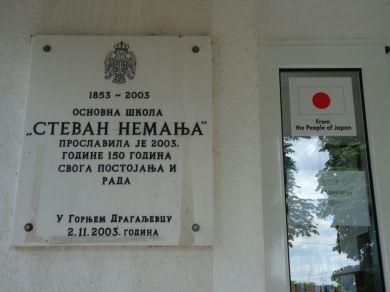 1853 ~ 2003
ОСНОВНА ШКОЛА
„СТЕВАН НЕМАЊА”
ПРОСЛАВИЛА ЈЕ 2003.
ГОДИНЕ 150 ГОДИНА
СВОГА ПОСТОЈАЊА И
РАДА
У ГОРЊЕМ ДРАГАЉЕВЦУ
2.11.2003. ГОДИНА
From
the People of Japan